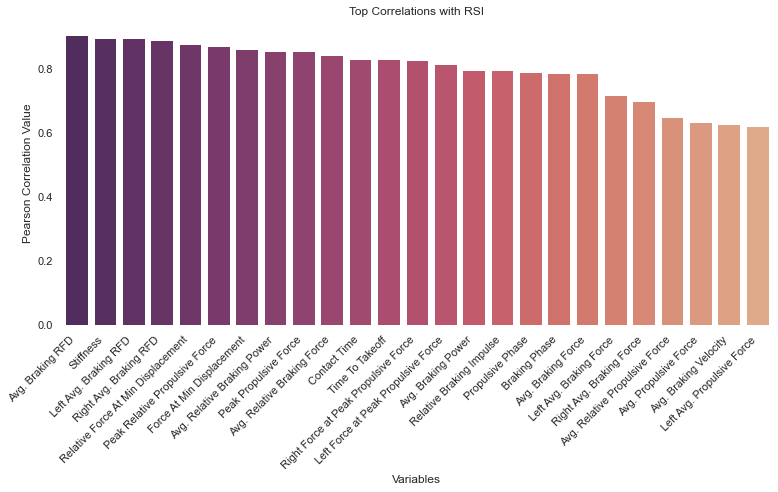 Top Correlations with RSI
Pearson Correlation Value
0.8
0.6
0.4
0.2
0.0
Avg. Braking RFD
Stiffness
Left Avg. Braking RFD
Right Avg. Braking RFD
Relative Force At Min Displacement
Peak Relative Propulsive Force
Force At Min Displacement
Avg. Relative Braking Power
Peak Propulsive Force
Avg. Relative Braking Force
Contact Time
Time To Takeoff
Right Force at Peak Propulsive Force
Left Force at Peak Propulsive Force
Avg. Braking Power
Relative Braking Impulse
Propulsive Phase
Braking Phase
Avg. Braking Force
Left Avg. Braking Force
Right Avg. Braking Force
Avg. Relative Propulsive Force
Avg. Propulsive Force
Avg. Braking Velocity
Left Avg. Propulsive Force
Variables